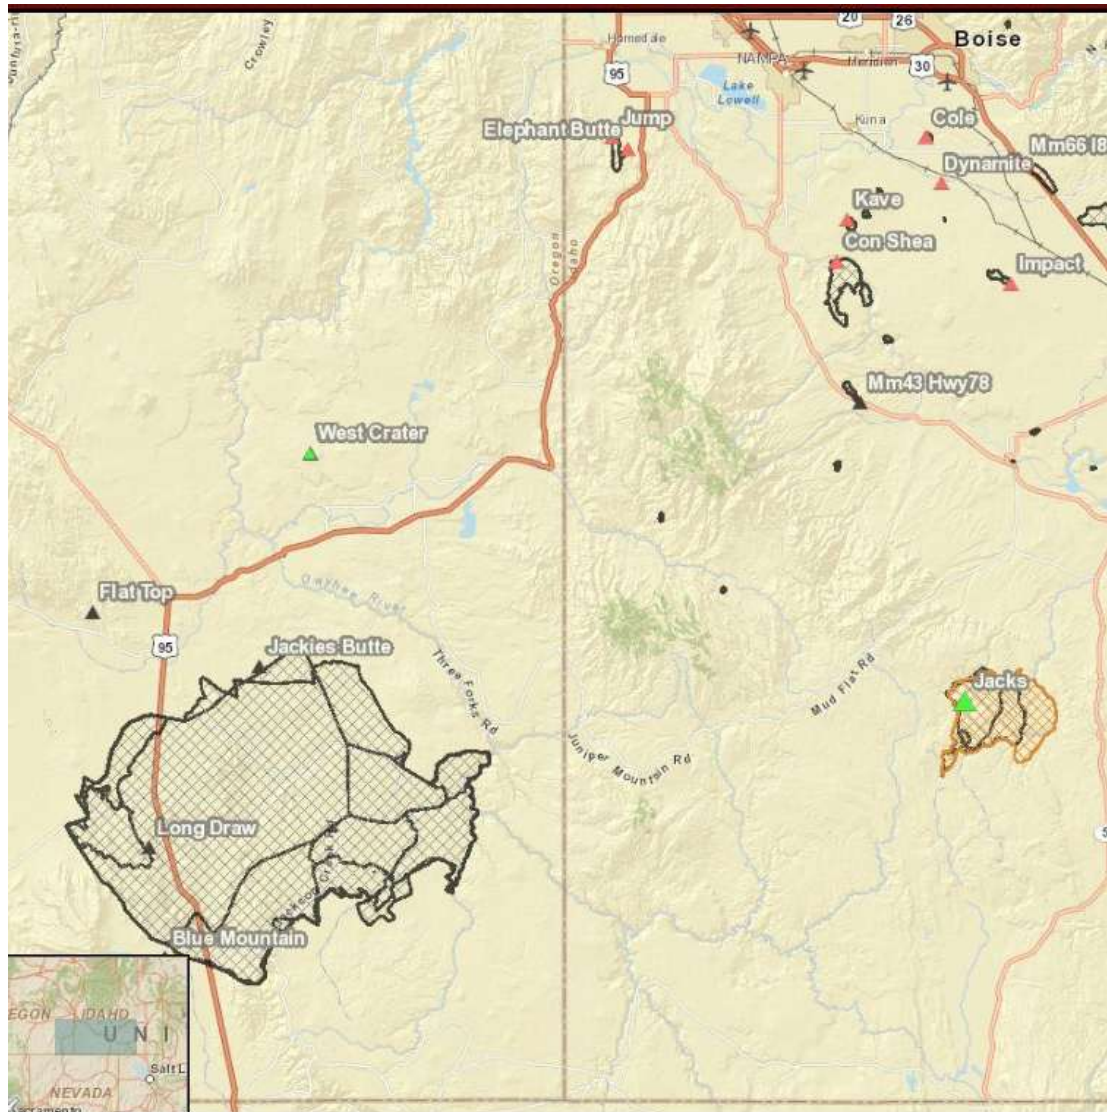 Crowley
Homedale
20
26
Boise
95
NAMPA
Meridian
30
Lake
Lowell
Kuna
Elephant Butte
Jump
Cole
Mm66 I8
Dynamite
Kave
Con Shea
Oregon
Idaho
Impact
Mm43 Hwy78
West Crater
Flat Top
Owyhee River
95
Jackies Butte
Three Forks Rd
Mud Flat Rd
Jacks
Juniper Mountain Rd
Long Draw
Blue Mountain
EGON
IDAHO
U N I
Salt L
NEVADA
Sacramento